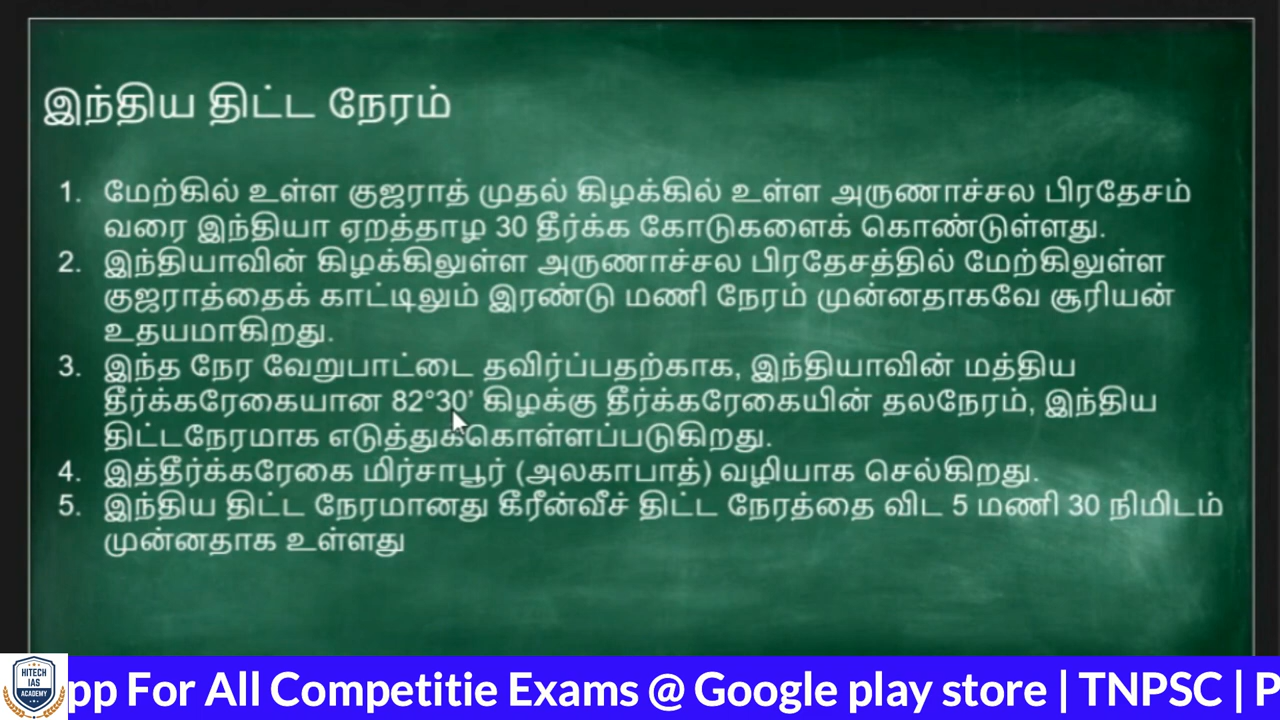 இந்திய திட்ட நேரம்
1. மேற்கில் உள்ள குஜராத் முதல் கிழக்கில் உள்ள அருணாச்சல பிரதேசம்
வரை இந்தியா ஏறத்தாழ 30 தீர்க்க கோடுகளைக் கொண்டுள்ளது.
2. இந்தியாவின் கிழக்கிலுள்ள அருணாச்சல பிரதேசத்தில் மேற்கிலுள்ள
குஜராத்தைக் காட்டிலும் இரண்டு மணி நேரம் முன்னதாகவே சூரியன்
உதயமாகிறது.
3. இந்த நேர வேறுபாட்டை தவிர்ப்பதற்காக, இந்தியாவின் மத்திய
தீர்க்கரேகையான 82°30’ கிழக்கு தீர்க்கரேகையின் தலநேரம், இந்திய
திட்டநேரமாக எடுத்துக்கொள்ளப்படுகிறது.
4. இத்தீர்க்கரேகை மிர்சாபூர் (அலகாபாத்) வழியாக செல்கிறது.
5. இந்திய திட்ட நேரமானது கீரீன்வீச் திட்ட நேரத்தை விட 5 மணி 30 நிமிடம்
முன்னதாக உள்ளது
HITECH
IAS
ACADEMY
pp For All Competitie Exams @ Google play store | TNPSC | P